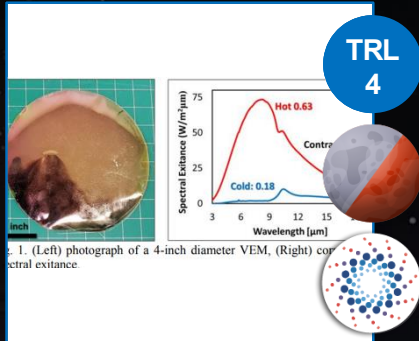 TRL
4
75
50
25
0
Spectral Exitance (W/m²µm)
Hot 0.63
Contra
Cold: 0.18
3 6 9 12 15 18
Wavelength [µm]
inch
. 1. (Left) photograph of a 4-inch diameter VEM, (Right)
ectral exitance.